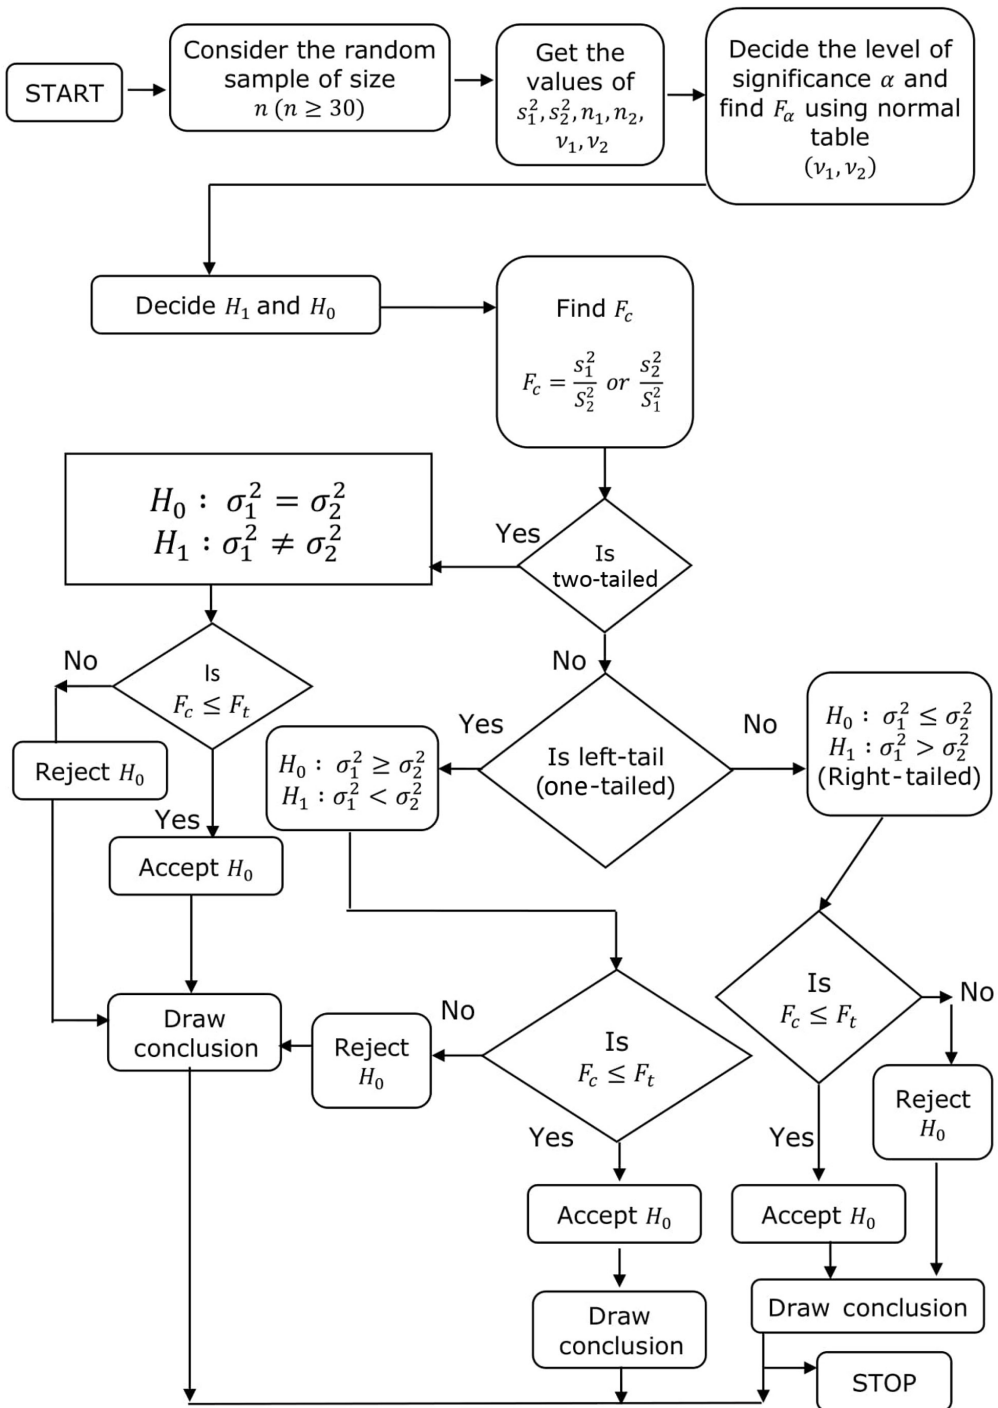 START
Consider the random
sample of size
n (n ≥ 30)
Get the
values of
s₁², s₂², n₁, n₂,
ν₁, ν₂
Decide the level of
significance α and
find Fα using normal
table
(ν₁, ν₂)
Decide H₁ and H₀
Find F_c
F_c = s₁²/S₂² or s₂²/S₁²
H₀ : σ₁² = σ₂²
H₁ : σ₁² ≠ σ₂²
Yes
Is
two-tailed
No
Is
F_c ≤ F_t
No
Reject H₀
Yes
Accept H₀
Yes
H₀ : σ₁² ≥ σ₂²
H₁ : σ₁² < σ₂²
Is left-tail
(one-tailed)
No
H₀ : σ₁² ≤ σ₂²
H₁ : σ₁² > σ₂²
(Right-tailed)
Draw
conclusion
Reject
H₀
No
Is
F_c ≤ F_t
Yes
Accept H₀
Draw
conclusion
Is
F_c ≤ F_t
No
Reject
H₀
Yes
Accept H₀
Draw conclusion
STOP